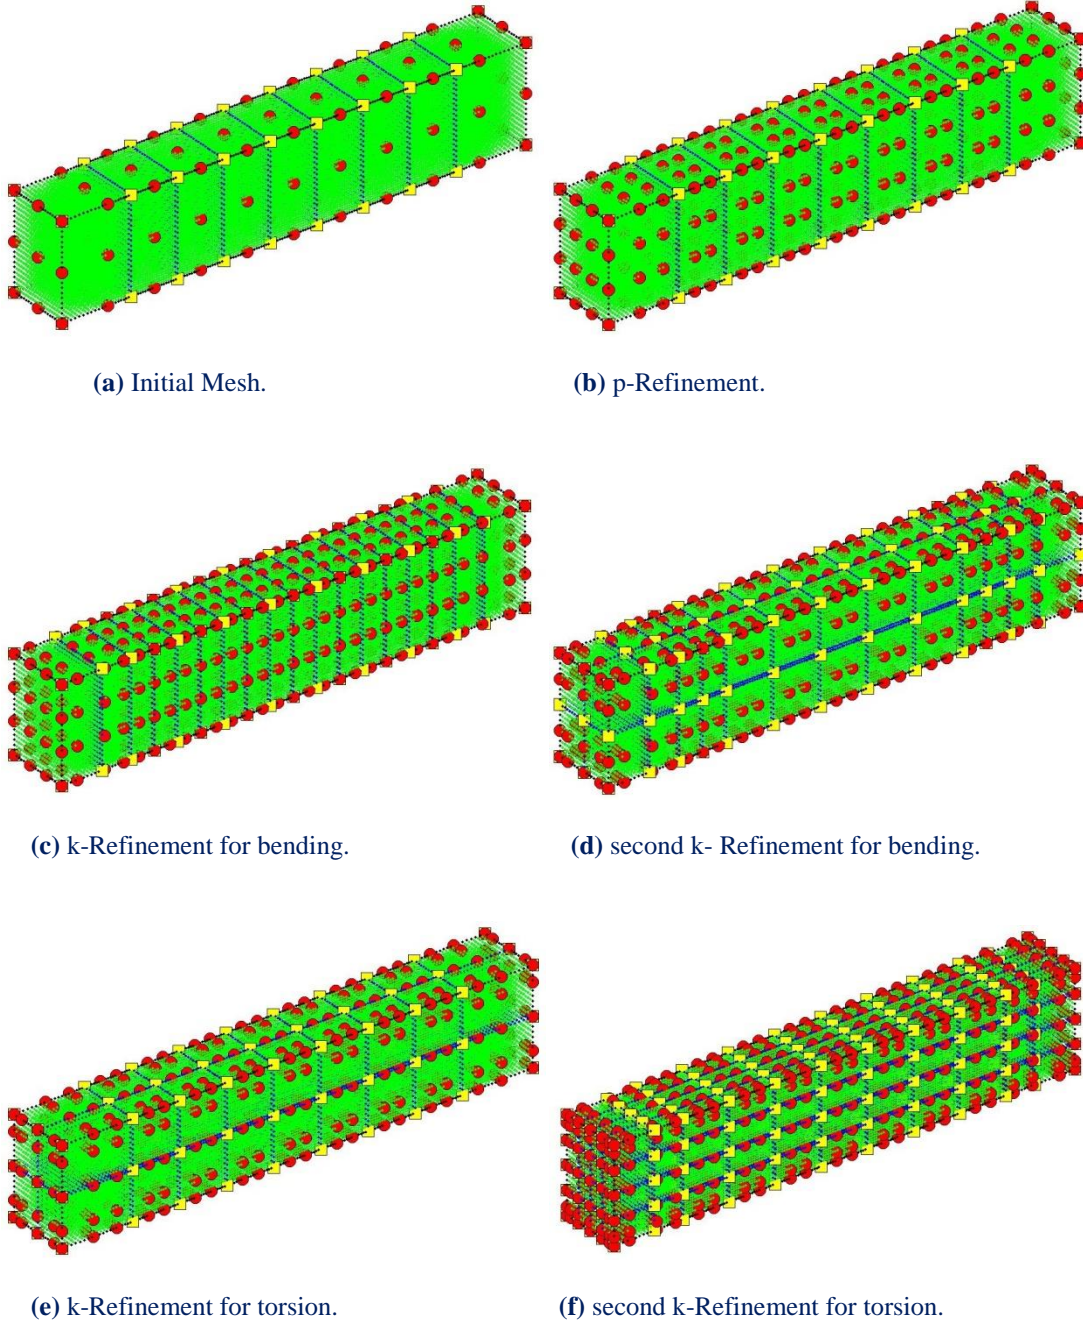 (a) Initial Mesh.
(b) p-Refinement.
(c) k-Refinement for bending.
(d) second k- Refinement for bending.
(e) k-Refinement for torsion.
(f) second k-Refinement for torsion.